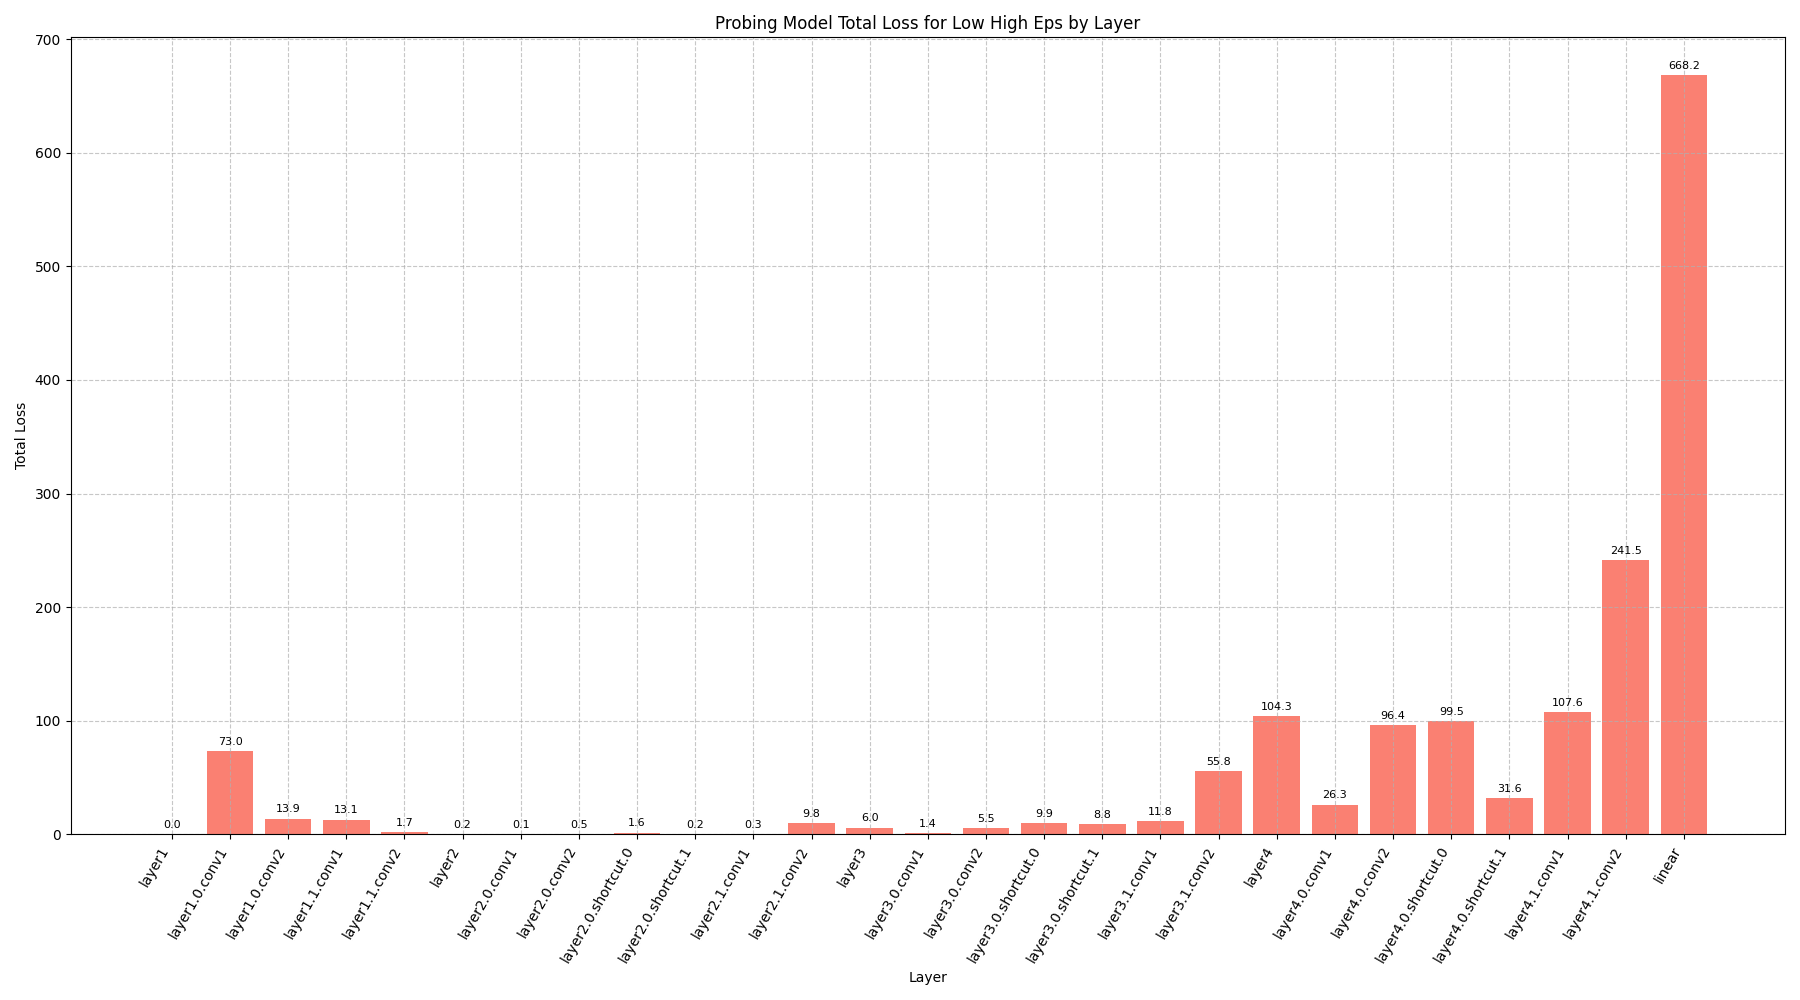 Probing Model Total Loss for Low High Eps by Layer
Total Loss
700
600
500
400
300
200
100
0
0.0
73.0
13.9
13.1
1.7
0.2
0.1
0.5
1.6
0.2
0.3
9.8
6.0
1.4
5.5
9.9
8.8
11.8
55.8
104.3
26.3
96.4
99.5
31.6
107.6
241.5
668.2
layer1
layer1.0.conv1
layer1.0.conv2
layer1.1.conv1
layer1.1.conv2
layer2
layer2.0.conv1
layer2.0.conv2
layer2.0.shortcut.0
layer2.0.shortcut.1
layer2.1.conv1
layer2.1.conv2
layer3
layer3.0.conv1
layer3.0.conv2
layer3.0.shortcut.0
layer3.0.shortcut.1
layer3.1.conv1
layer3.1.conv2
layer4
layer4.0.conv1
layer4.0.conv2
layer4.0.shortcut.0
layer4.0.shortcut.1
layer4.1.conv1
layer4.1.conv2
linear
Layer